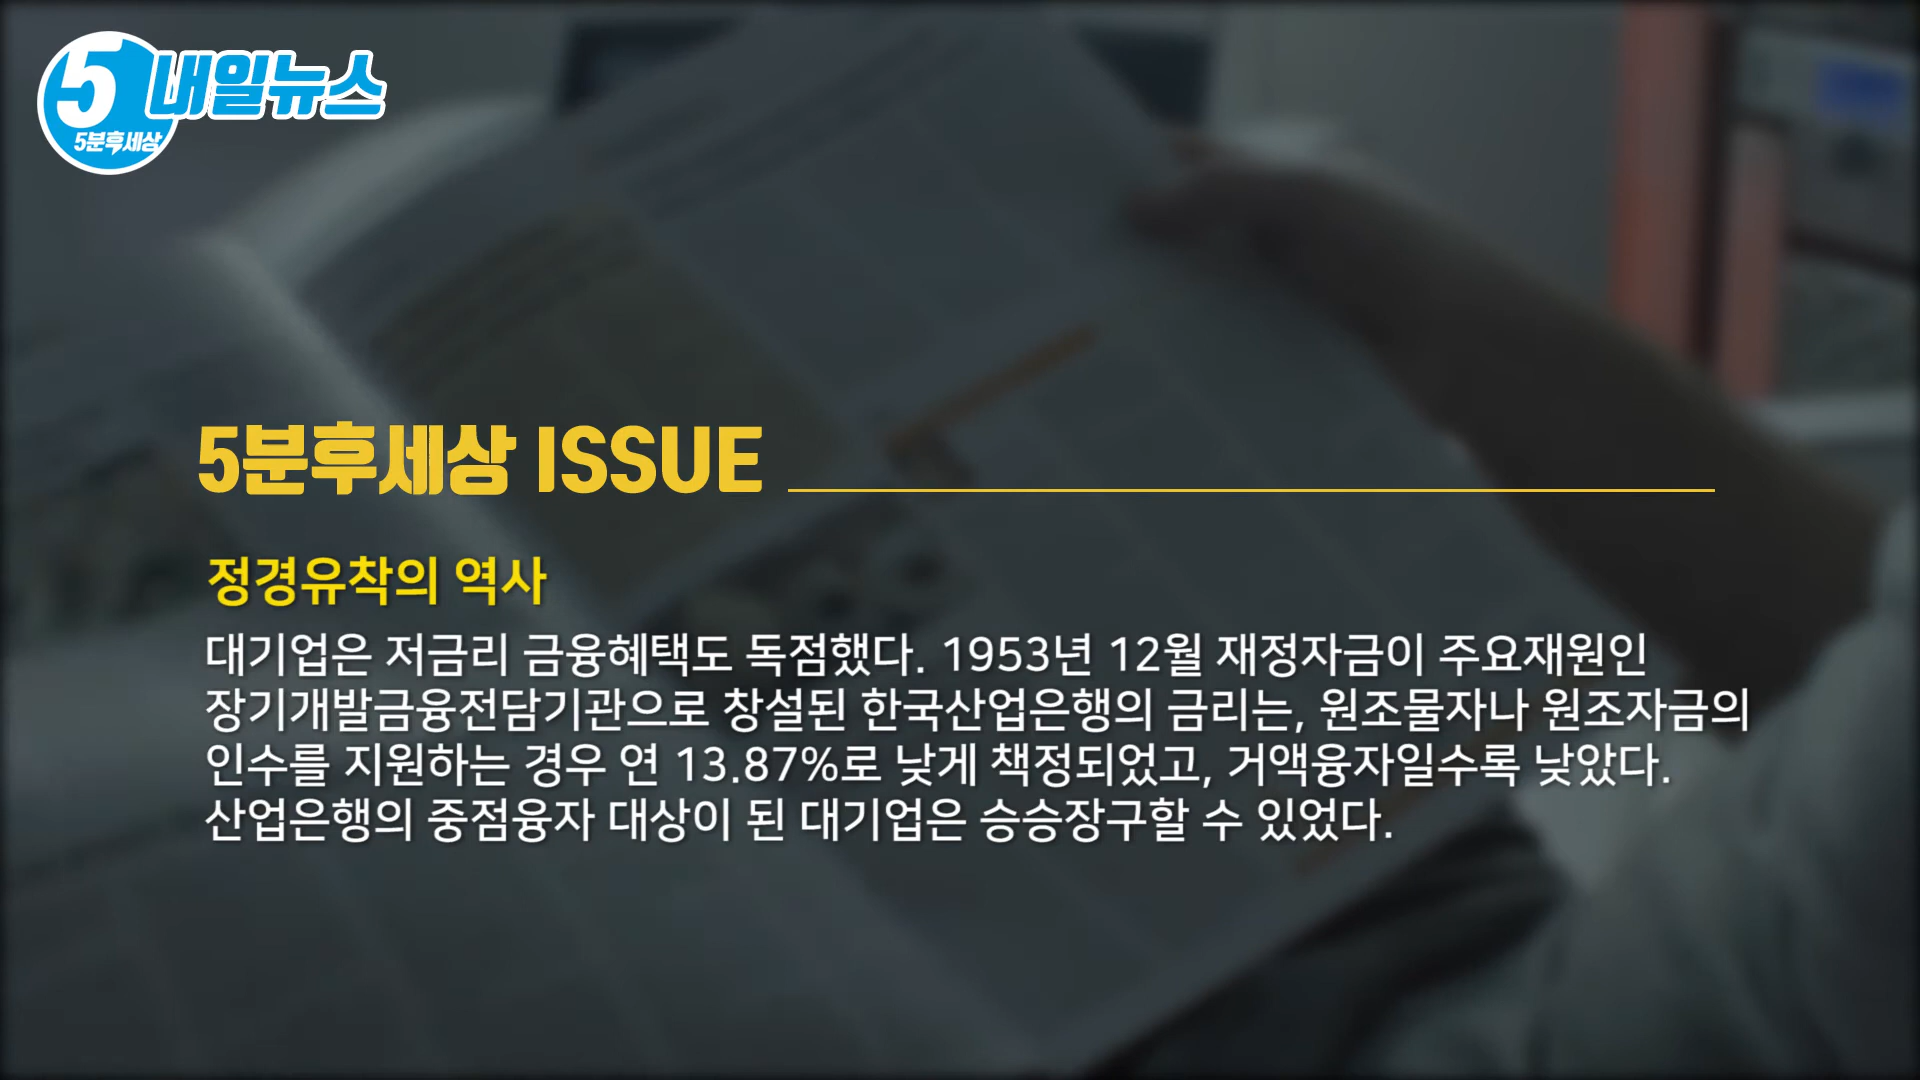 5 내일뉴스
5분후세상
5분후세상 ISSUE
정경유착의 역사
대기업은 저금리 금융혜택도 독점했다. 1953년 12월 재정자금이 주요재원인
장기개발금융전담기관으로 창설된 한국산업은행의 금리는, 원조물자나 원조자금의
인수를 지원하는 경우 연 13.87%로 낮게 책정되었고, 거액융자일수록 낮았다.
산업은행의 중점융자 대상이 된 대기업은 승승장구할 수 있었다.